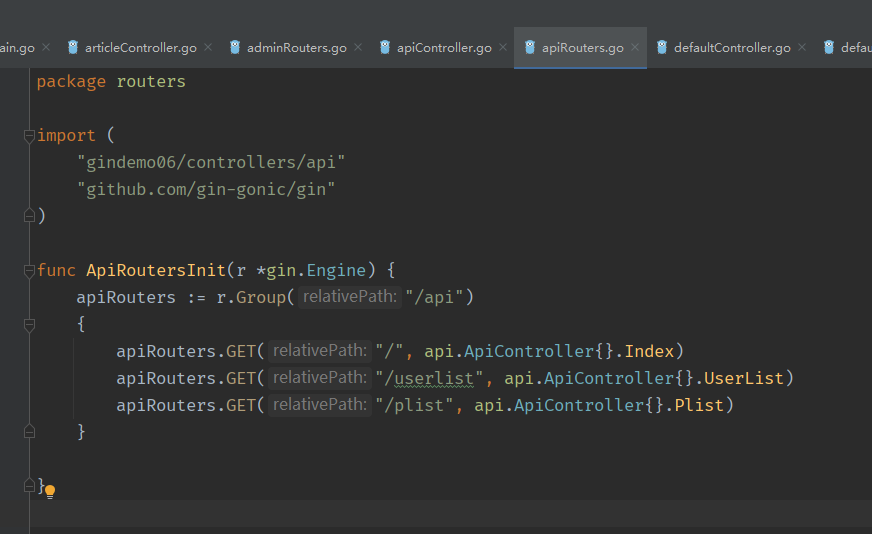 ain.go × articleController.go × adminRouters.go × apiController.go × apiRouters.go × defaultController.go × defau
package routers
import (
"gindemo06/controllers/api"
"github.com/gin-gonic/gin"
)
func ApiRoutersInit(r *gin.Engine) {
apiRouters := r.Group( relativePath: "/api")
{
apiRouters.GET( relativePath: "/", api.ApiController{}.Index)
apiRouters.GET( relativePath: "/userlist", api.ApiController{}.UserList)
apiRouters.GET( relativePath: "/plist", api.ApiController{}.Plist)
}
}